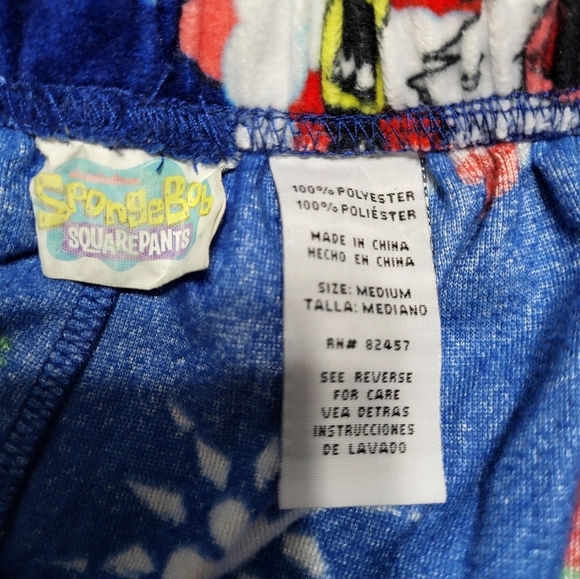 SpongeBob
SQUAREPANTS
100% POLYESTER
100% POLIÉSTER
MADE IN CHINA
HECHO EN CHINA
SIZE: MEDIUM
TALLA: MEDIANO
RN# 82457
SEE REVERSE
FOR CARE
VEA DETRAS
INSTRUCCIONES
DE LAVADO